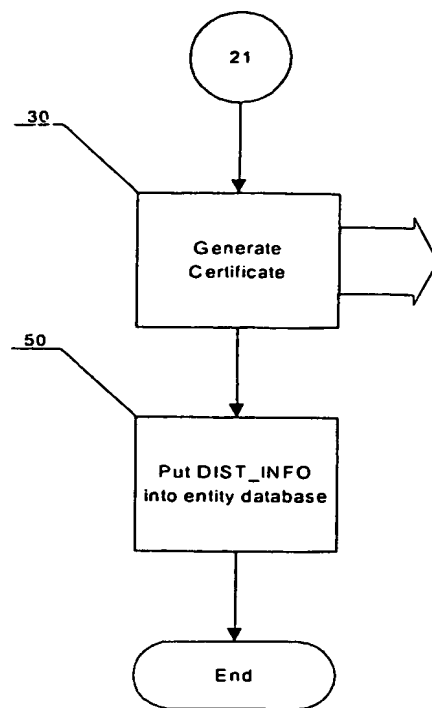 21
30
Generate
Certificate
50
Put DIST_INFO
into entity database
End